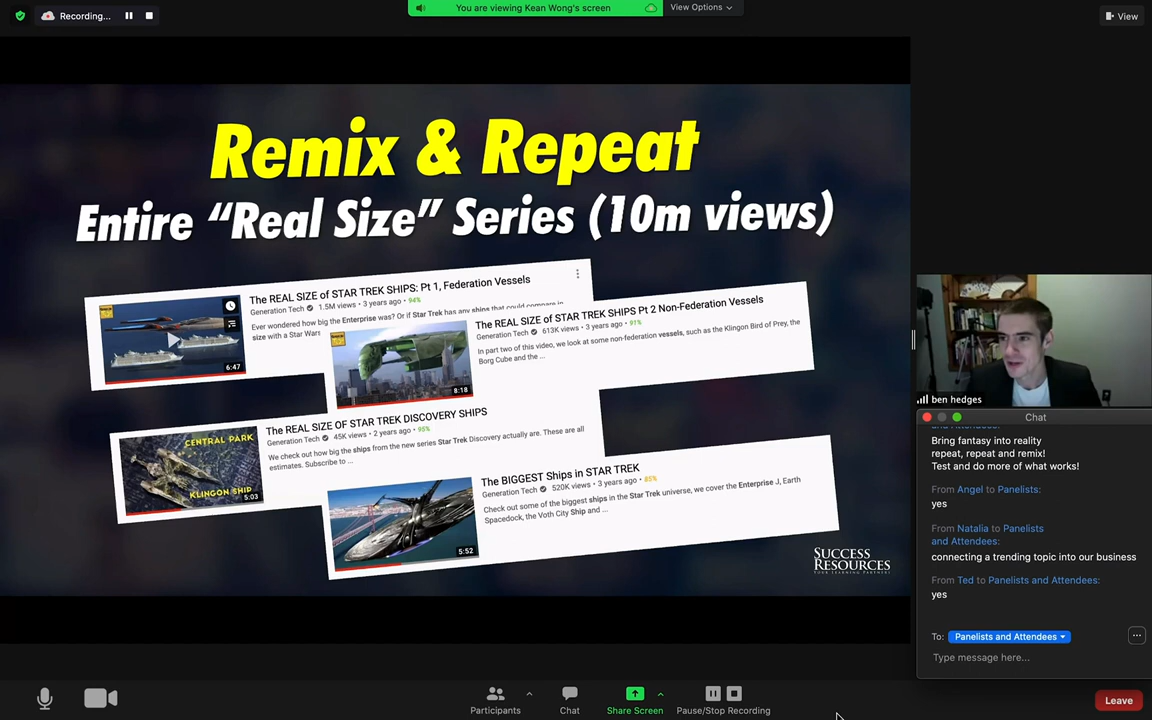 Recording...
You are viewing Kean Wong's screen
View Options
View
Remix & Repeat
Entire “Real Size” Series (10m views)
The REAL SIZE of STAR TREK SHIPS: Pt 1, Federation Vessels
Generation Tech 1.5M views • 3 years ago • 94%
Ever wondered how big the Enterprise was? Or if Star Trek has any ships that could compare in
size with a Star Wars
6:47
The REAL SIZE of STAR TREK SHIPS Pt 2 Non-Federation Vessels
Generation Tech 613K views • 3 years ago • 91%
In part two of this video, we look at some non-federation vessels, such as the Klingon Bird of Prey, the
Borg Cube and the ...
8:18
The REAL SIZE of STAR TREK DISCOVERY SHIPS
Generation Tech 45K views • 2 years ago • 95%
We check out how big the ships from the new series Star Trek Discovery actually are. These are all
estimates. Subscribe to ...
CENTRAL PARK
KLINGON SHIP
5:03
The BIGGEST Ships in STAR TREK
Generation Tech 520K views • 3 years ago • 85%
Check out some of the biggest ships in the Star Trek universe, we cover the Enterprise J, Earth
Spacedock, the Voth City Ship and ...
5:52
SUCCESS
RESOURCES
YOUR LEARNING PARTNERS
ben hedges
Chat
and Attendees:
Bring fantasy into reality
repeat, repeat and remix!
Test and do more of what works!
From Angel to Panelists:
yes
From Natalia to Panelists
and Attendees:
connecting a trending topic into our business
From Ted to Panelists and Attendees:
yes
To: Panelists and Attendees
Type message here...
Participants
Chat
Share Screen
Pause/Stop Recording
Leave